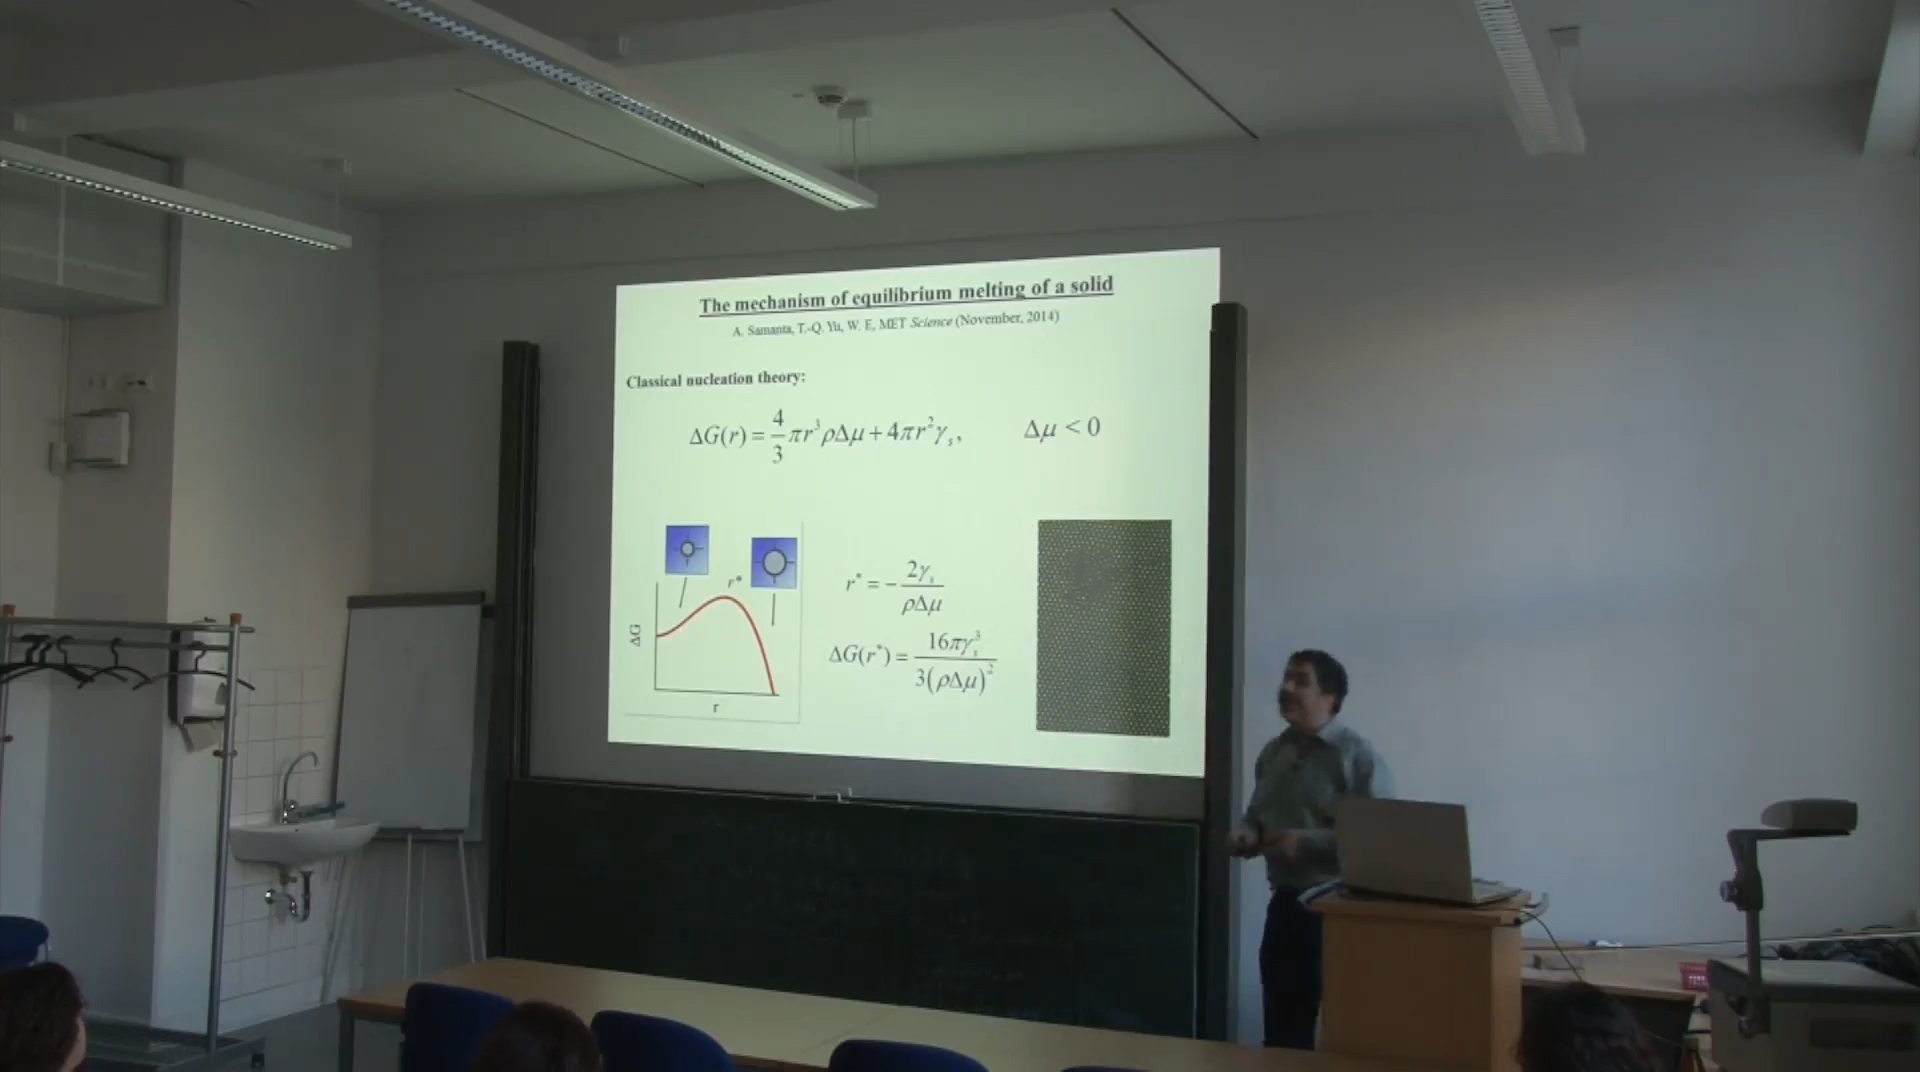 The mechanism of equilibrium melting of a solid
A. Samanta, T.-Q. Yu, W. E, MET Science (November, 2014)
Classical nucleation theory:
ΔG(r) = 4/3 πr³ρΔμ + 4πr²γₛ, Δμ < 0
r*
ΔG
r
r* = − 2γₛ / ρΔμ
ΔG(r*) = 16πγₛ³ / 3(ρΔμ)²